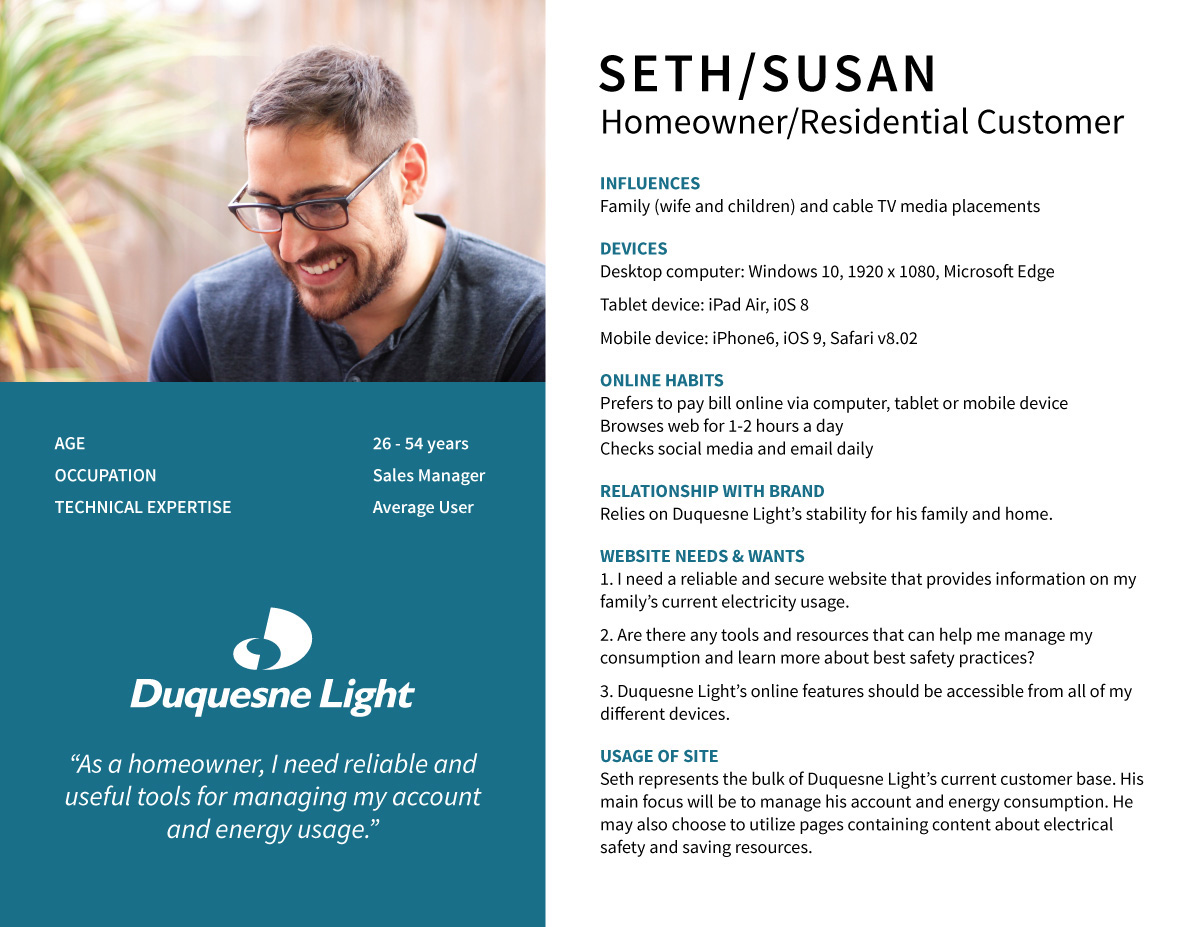 SETH/SUSAN
Homeowner/Residential Customer
INFLUENCES
Family (wife and children) and cable TV media placements
DEVICES
Desktop computer: Windows 10, 1920 x 1080, Microsoft Edge
Tablet device: iPad Air, iOS 8
Mobile device: iPhone6, iOS 9, Safari v8.02
ONLINE HABITS
Prefers to pay bill online via computer, tablet or mobile device
Browses web for 1-2 hours a day
Checks social media and email daily
RELATIONSHIP WITH BRAND
Relies on Duquesne Light’s stability for his family and home.
WEBSITE NEEDS & WANTS
1. I need a reliable and secure website that provides information on my
family’s current electricity usage.
2. Are there any tools and resources that can help me manage my
consumption and learn more about best safety practices?
3. Duquesne Light’s online features should be accessible from all of my
different devices.
USAGE OF SITE
Seth represents the bulk of Duquesne Light’s current customer base. His
main focus will be to manage his account and energy consumption. He
may also choose to utilize pages containing content about electrical
safety and saving resources.
AGE 26 - 54 years
OCCUPATION Sales Manager
TECHNICAL EXPERTISE Average User
Duquesne Light
“As a homeowner, I need reliable and
useful tools for managing my account
and energy usage.”